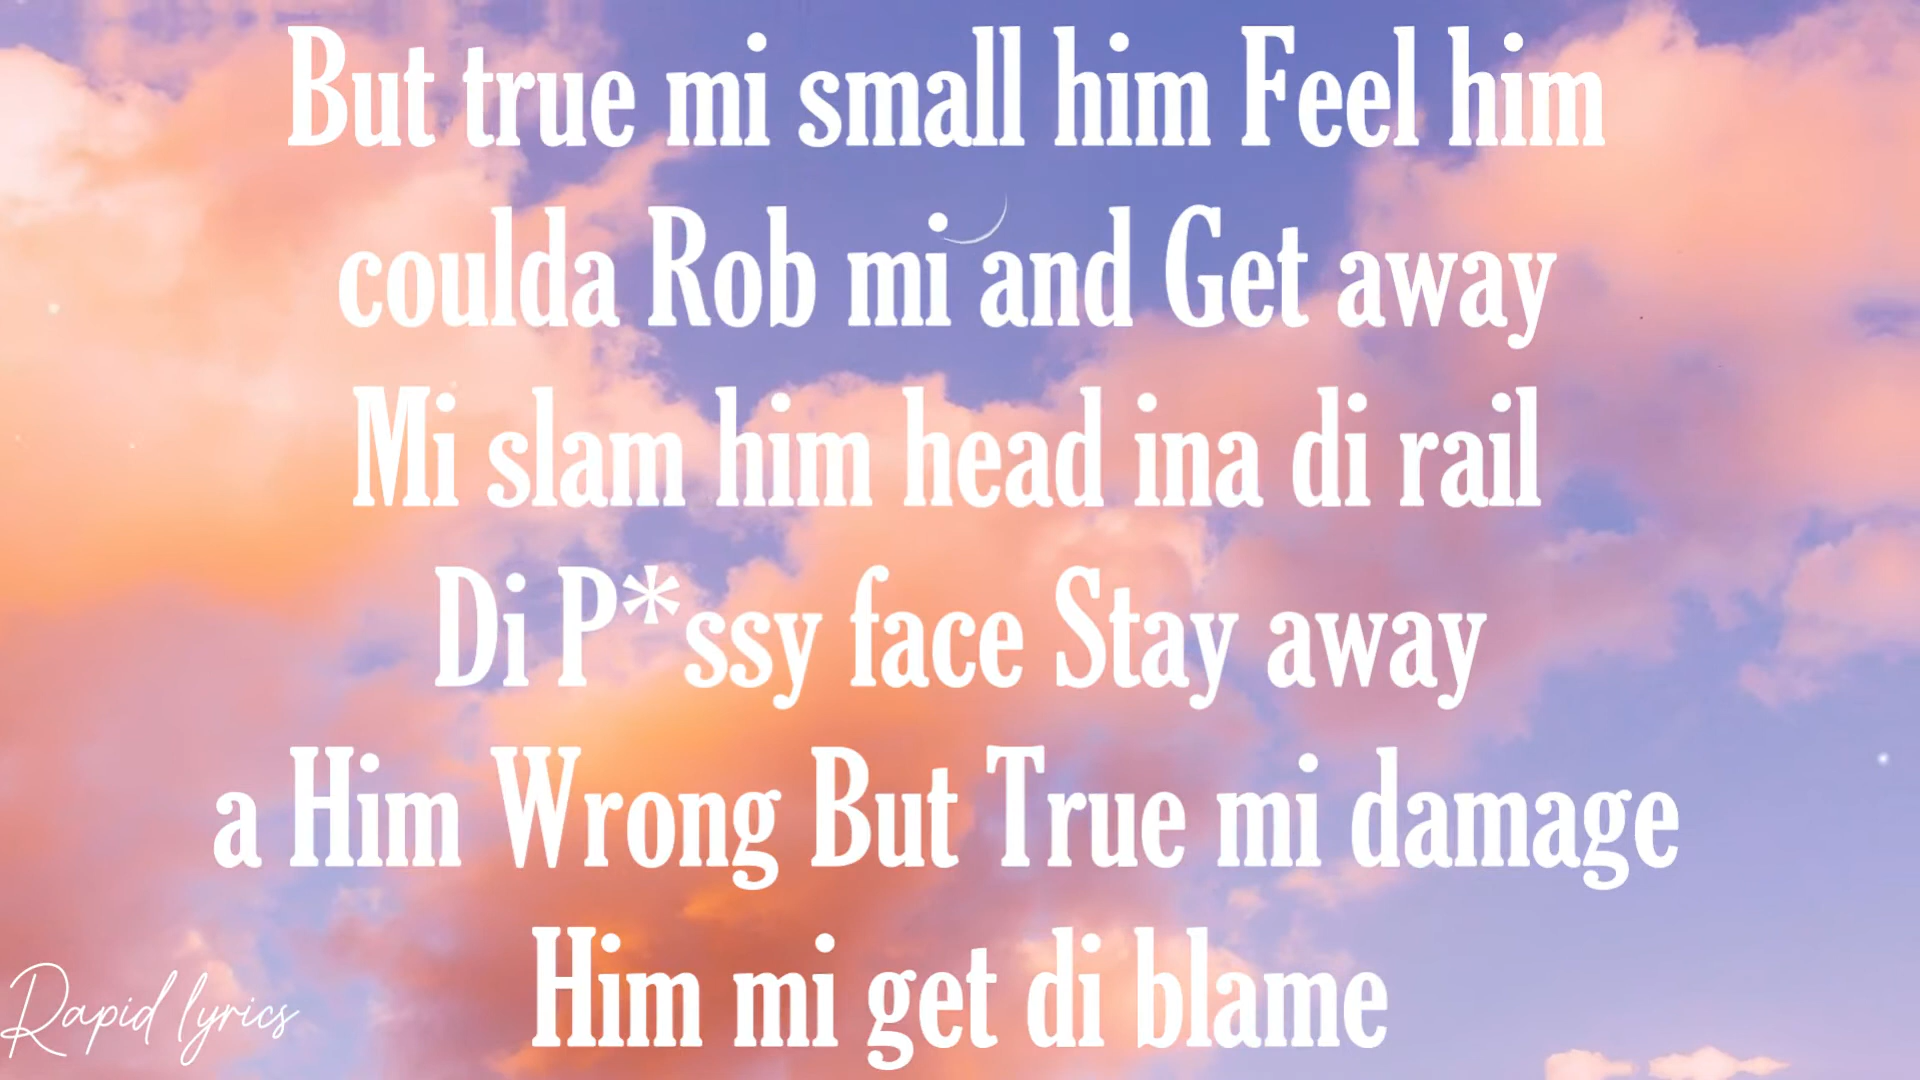 But true mi small him Feel him
coulda Rob mi and Get away
Mi slam him head ina di rail
Di P*ssy face Stay away
a Him Wrong But True mi damage
Him mi get di blame
Rapid lyrics